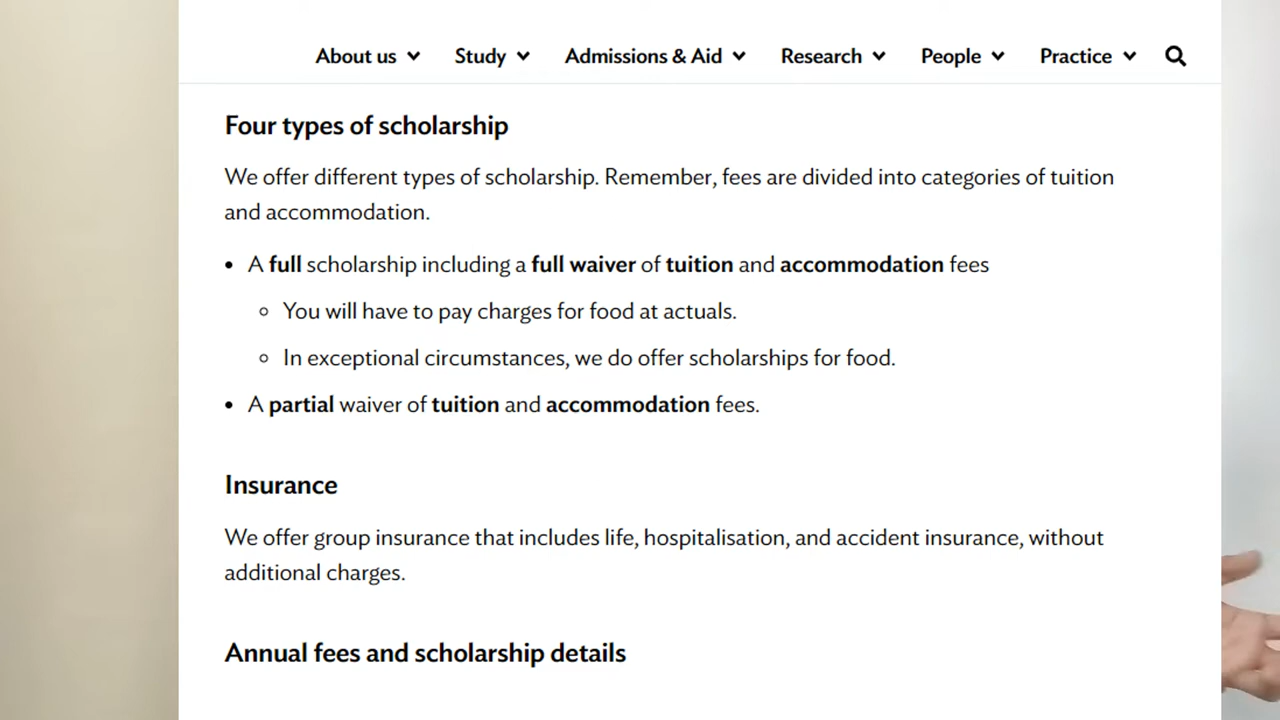 About us Study Admissions & Aid Research People Practice
Four types of scholarship
We offer different types of scholarship. Remember, fees are divided into categories of tuition
and accommodation.
• A full scholarship including a full waiver of tuition and accommodation fees
○ You will have to pay charges for food at actuals.
○ In exceptional circumstances, we do offer scholarships for food.
• A partial waiver of tuition and accommodation fees.
Insurance
We offer group insurance that includes life, hospitalisation, and accident insurance, without
additional charges.
Annual fees and scholarship details